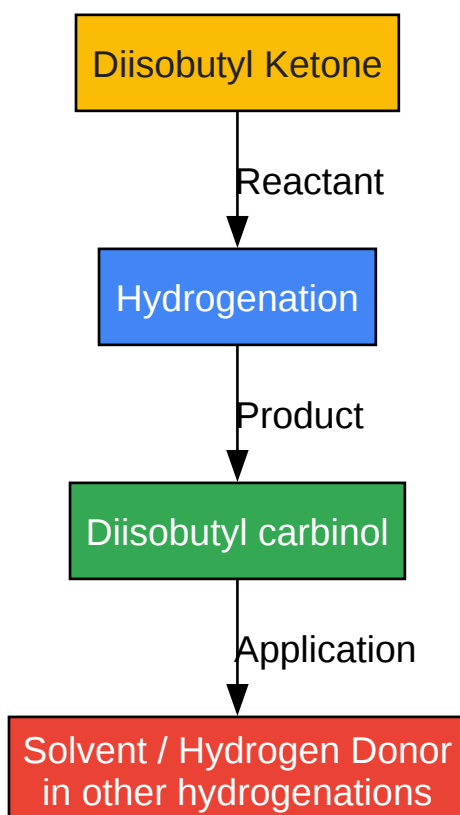 Diisobutyl Ketone
Reactant
Hydrogenation
Product
Diisobutyl carbinol
Application
Solvent / Hydrogen Donor
in other hydrogenations